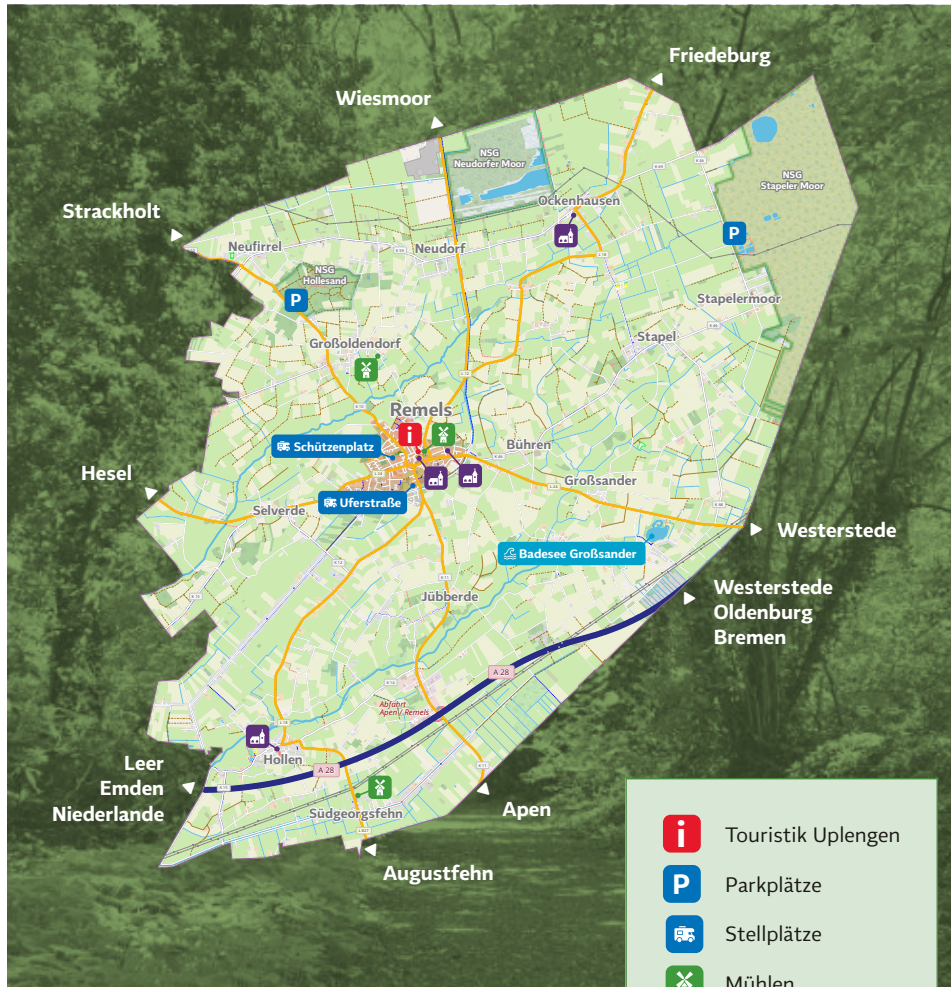 Friedeburg
Wiesmoor
NSG
Neudorfer Moor
NSG
Stapeler Moor
Strackholt
Ockenhausen
P
Neufirrel
Neudorf
NSG
Hollesand
P
Stapelermoor
Großoldendorf
Stapel
Remels
i
Schützenplatz
Bühren
Hesel
Großsander
Uferstraße
Selverde
Westerstede
Badesee Großsander
Westerstede
Oldenburg
Bremen
Jübberde
A 28
Abfahrt
Apen / Remels
Hollen
Leer
Emden
Niederlande
A 28
Apen
Südgeorgsfehn
Augustfehn
i Touristik Uplengen
P Parkplätze
Stellplätze
Mühlen